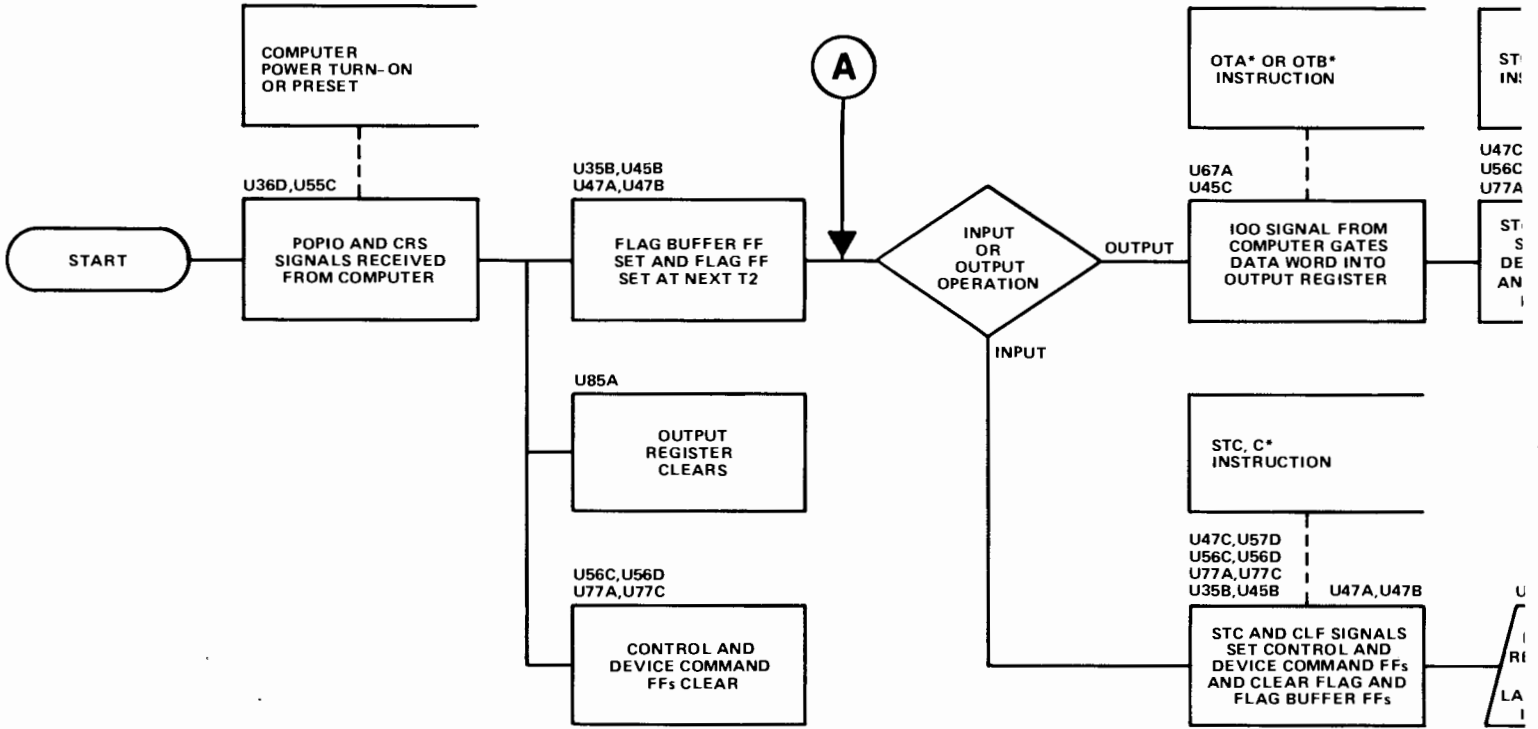 COMPUTER
POWER TURN-ON
OR PRESET
A
OTA* OR OTB*
INSTRUCTION
U36D,U55C
U35B,U45B
U47A,U47B
U67A
U45C
U47C
U56C
U77A
START
POPIO AND CRS
SIGNALS RECEIVED
FROM COMPUTER
FLAG BUFFER FF
SET AND FLAG FF
SET AT NEXT T2
INPUT
OR
OUTPUT
OPERATION
OUTPUT
IOO SIGNAL FROM
COMPUTER GATES
DATA WORD INTO
OUTPUT REGISTER
INPUT
U85A
OUTPUT
REGISTER
CLEARS
STC, C*
INSTRUCTION
U56C,U56D
U77A,U77C
CONTROL AND
DEVICE COMMAND
FFs CLEAR
U47C,U57D
U56C,U56D
U77A,U77C
U35B,U45B
U47A,U47B
STC AND CLF SIGNALS
SET CONTROL AND
DEVICE COMMAND FFs
AND CLEAR FLAG AND
FLAG BUFFER FFs